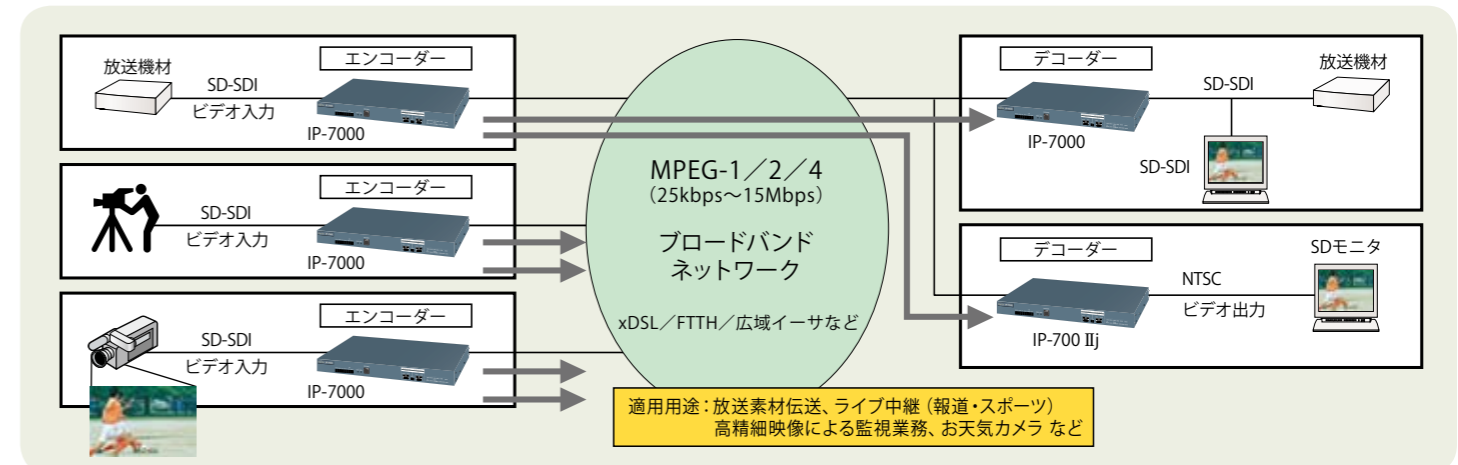 エンコーダー
放送機材
SD-SDI
ビデオ入力
IP-7000
エンコーダー
SD-SDI
ビデオ入力
IP-7000
エンコーダー
SD-SDI
ビデオ入力
IP-7000
MPEG-1／2／4
（25kbps～15Mbps）
ブロードバンド
ネットワーク
xDSL／FTTH／広域イーサなど
適用用途：放送素材伝送、ライブ中継（報道・スポーツ）
高精細映像による監視業務、お天気カメラ など
デコーダー
放送機材
SD-SDI
IP-7000
SD-SDI
デコーダー
SDモニタ
NTSC
ビデオ出力
IP-700 Ⅱj